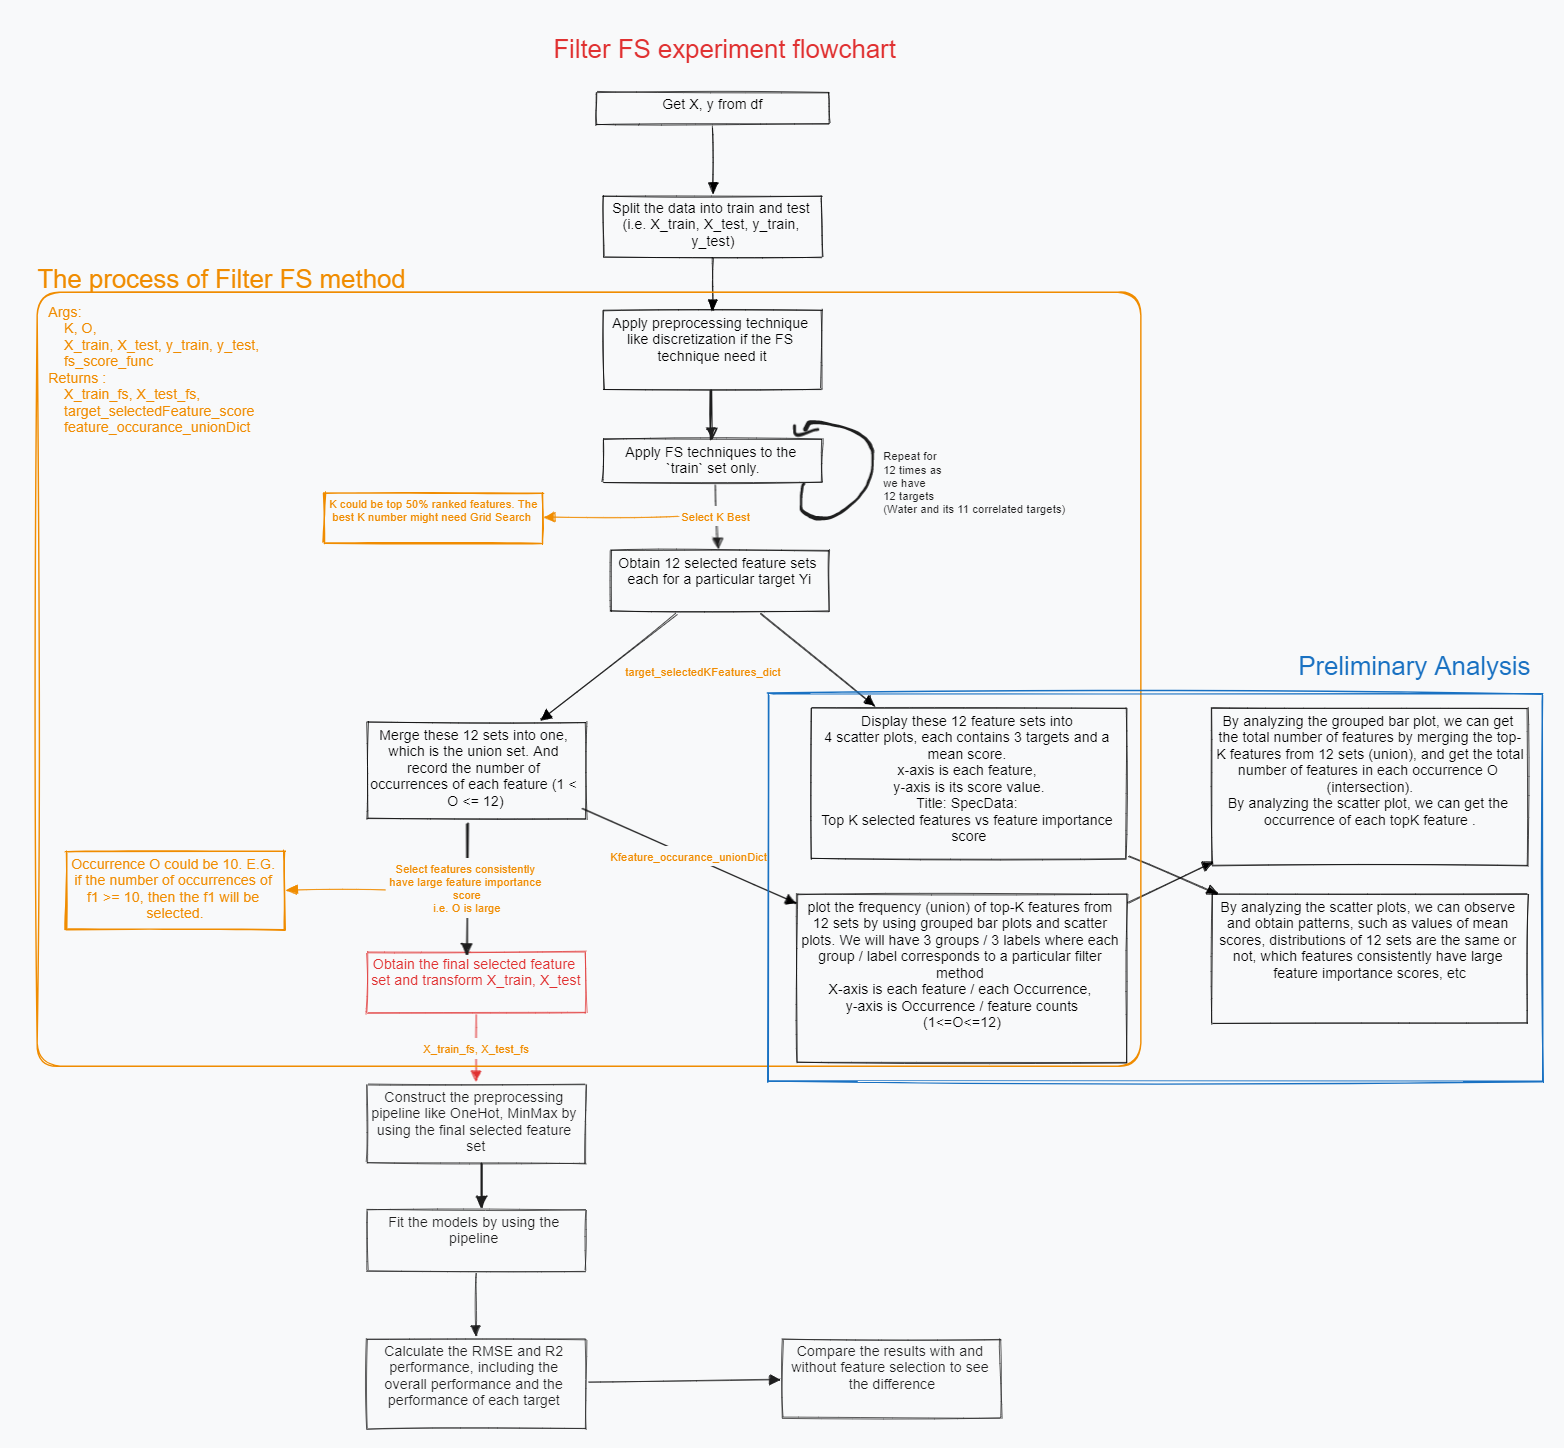 Filter FS experiment flowchart
Get X, y from df
Split the data into train and test
(i.e. X_train, X_test, y_train,
y_test)
The process of Filter FS method
Args:
K, O,
X_train, X_test, y_train, y_test,
fs_score_func
Returns :
X_train_fs, X_test_fs,
target_selectedFeature_score
feature_occurance_unionDict
Apply preprocessing technique
like discretization if the FS
technique need it
Apply FS techniques to the
`train` set only.
Repeat for
12 times as
we have
12 targets
(Water and its 11 correlated targets)
K could be top 50% ranked features. The
best K number might need Grid Search
Select K Best
Obtain 12 selected feature sets
each for a particular target Yi
target_selectedKFeatures_dict
Preliminary Analysis
Merge these 12 sets into one,
which is the union set. And
record the number of
occurrences of each feature (1 <
O <= 12)
Display these 12 feature sets into
4 scatter plots, each contains 3 targets and a
mean score.
x-axis is each feature,
y-axis is its score value.
Title: SpecData:
Top K selected features vs feature importance
score
By analyzing the grouped bar plot, we can get
the total number of features by merging the top-
K features from 12 sets (union), and get the total
number of features in each occurrence O
(intersection).
By analyzing the scatter plot, we can get the
occurrence of each topK feature .
Kfeature_occurance_unionDict
Occurrence O could be 10. E.G.
if the number of occurrences of
f1 >= 10, then the f1 will be
selected.
Select features consistently
have large feature importance
score
i.e. O is large
plot the frequency (union) of top-K features from
12 sets by using grouped bar plots and scatter
plots. We will have 3 groups / 3 labels where each
group / label corresponds to a particular filter
method
X-axis is each feature / each Occurrence,
y-axis is Occurrence / feature counts
(1<=O<=12)
By analyzing the scatter plots, we can observe
and obtain patterns, such as values of mean
scores, distributions of 12 sets are the same or
not, which features consistently have large
feature importance scores, etc
Obtain the final selected feature
set and transform X_train, X_test
X_train_fs, X_test_fs
Construct the preprocessing
pipeline like OneHot, MinMax by
using the final selected feature
set
Fit the models by using the
pipeline
Calculate the RMSE and R2
performance, including the
overall performance and the
performance of each target
Compare the results with and
without feature selection to see
the difference